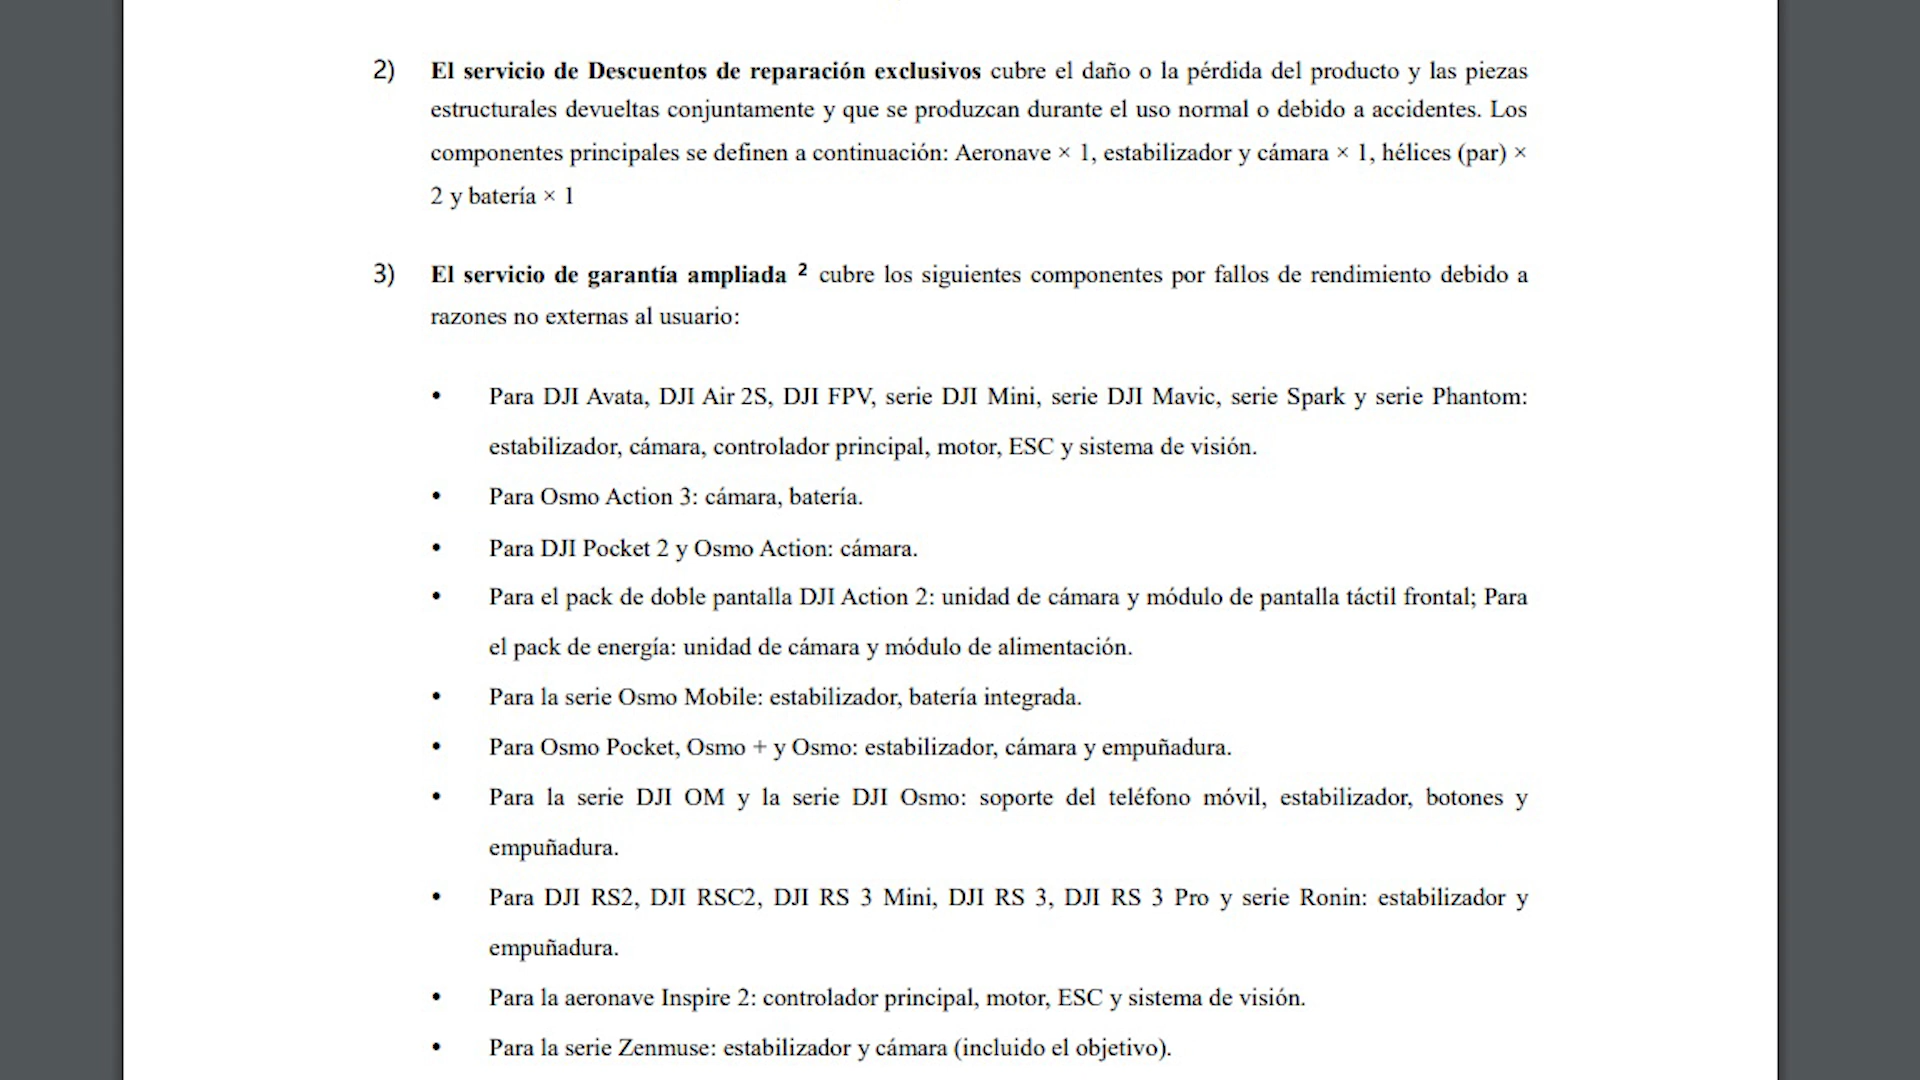 2) El servicio de Descuentos de reparación exclusivos cubre el daño o la pérdida del producto y las piezas
estructurales devueltas conjuntamente y que se produzcan durante el uso normal o debido a accidentes. Los
componentes principales se definen a continuación: Aeronave × 1, estabilizador y cámara × 1, hélices (par) ×
2 y batería × 1
3) El servicio de garantía ampliada ² cubre los siguientes componentes por fallos de rendimiento debido a
razones no externas al usuario:
• Para DJI Avata, DJI Air 2S, DJI FPV, serie DJI Mini, serie DJI Mavic, serie Spark y serie Phantom:
estabilizador, cámara, controlador principal, motor, ESC y sistema de visión.
• Para Osmo Action 3: cámara, batería.
• Para DJI Pocket 2 y Osmo Action: cámara.
• Para el pack de doble pantalla DJI Action 2: unidad de cámara y módulo de pantalla táctil frontal; Para
el pack de energía: unidad de cámara y módulo de alimentación.
• Para la serie Osmo Mobile: estabilizador, batería integrada.
• Para Osmo Pocket, Osmo + y Osmo: estabilizador, cámara y empuñadura.
• Para la serie DJI OM y la serie DJI Osmo: soporte del teléfono móvil, estabilizador, botones y
empuñadura.
• Para DJI RS2, DJI RSC2, DJI RS 3 Mini, DJI RS 3, DJI RS 3 Pro y serie Ronin: estabilizador y
empuñadura.
• Para la aeronave Inspire 2: controlador principal, motor, ESC y sistema de visión.
• Para la serie Zenmuse: estabilizador y cámara (incluido el objetivo).